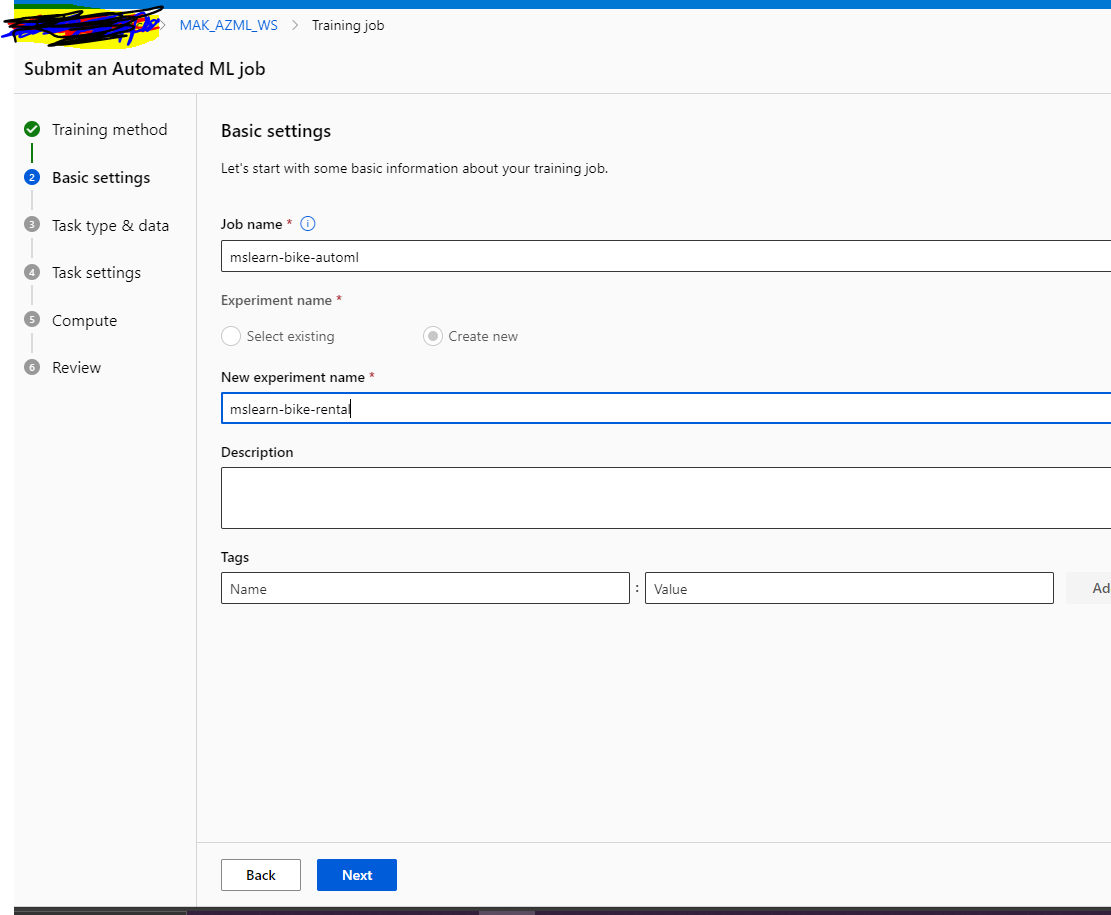 MAK_AZML_WS > Training job
Submit an Automated ML job
Training method
2 Basic settings
3 Task type & data
4 Task settings
5 Compute
6 Review
Basic settings
Let's start with some basic information about your training job.
Job name *
mslearn-bike-automl
Experiment name *
Select existing Create new
New experiment name *
mslearn-bike-rental
Description
Tags
Name : Value
Back Next